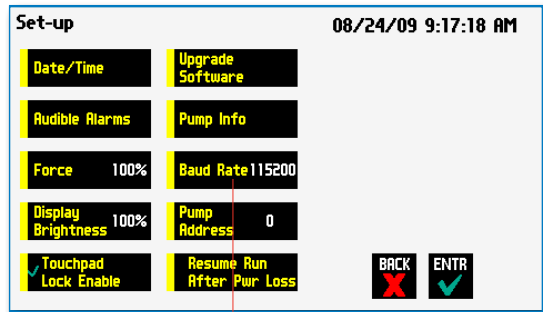 Set-up 08/24/09 9:17:18 AM
Date/Time
Upgrade
Software
Audible Alarms
Pump Info
Force 100%
Baud Rate 115200
Display
Brightness 100%
Pump
Address 0
Touchpad
Lock Enable
Resume Run
After Pwr Loss
BACK
ENTR